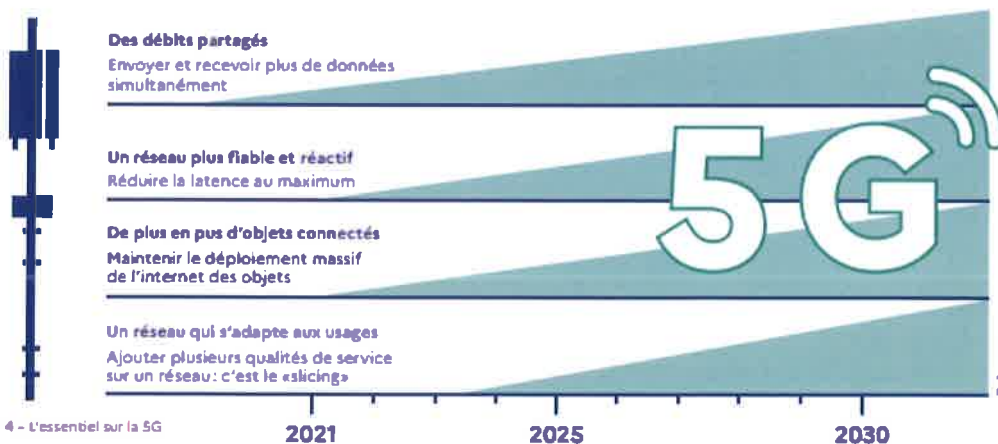 Des débits partagés
Envoyer et recevoir plus de données
simultanément
Un réseau plus fiable et réactif
Réduire la latence au maximum
De plus en pus d'objets connectés
Maintenir le déploiement massif
de l'internet des objets
Un réseau qui s'adapte aux usages
Ajouter plusieurs qualités de service
sur un réseau: c'est le «slicing»
5G
4 - L'essentiel sur la 5G
2021
2025
2030